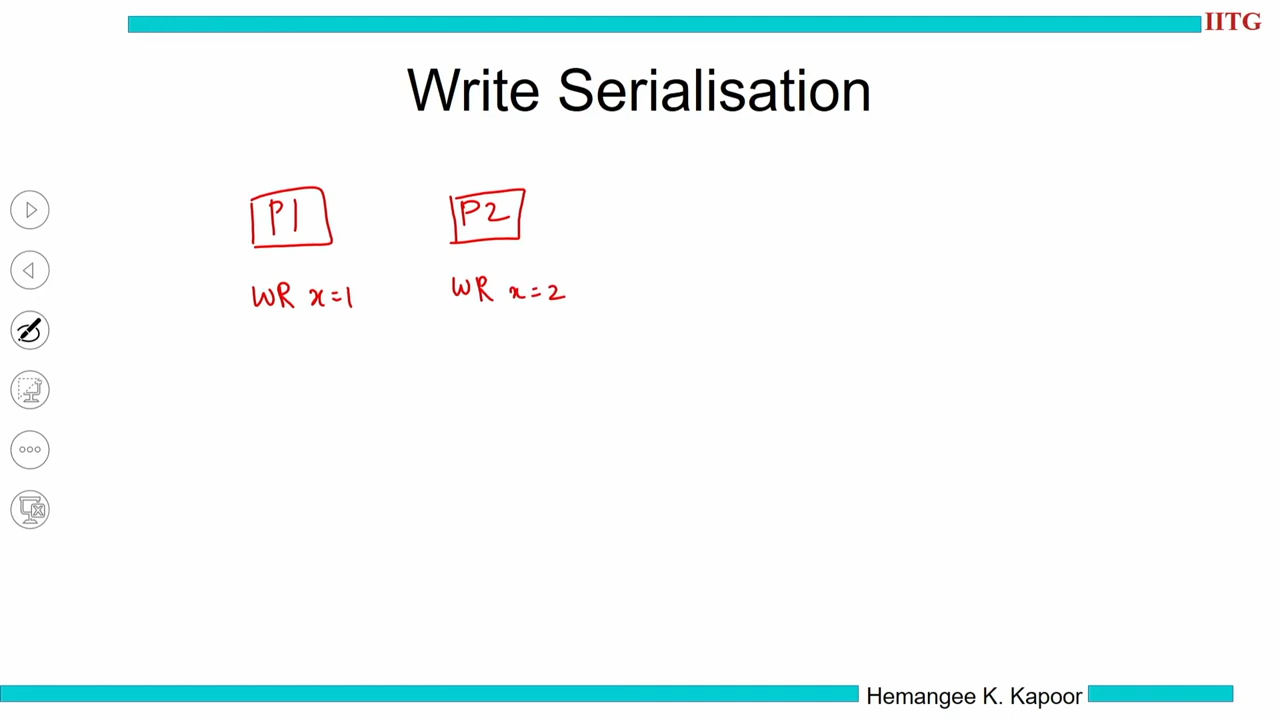 IITG
Write Serialisation
P1 P2
WR x=1 WR x=2
Hemangee K. Kapoor